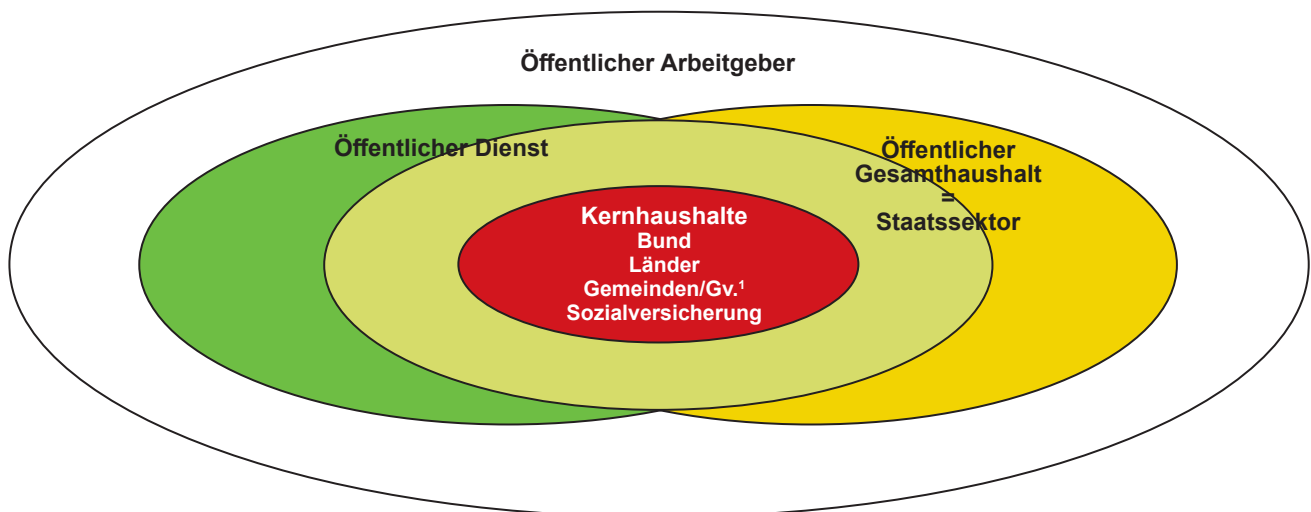 Öffentlicher Arbeitgeber
Öffentlicher Dienst
Öffentlicher
Gesamthaushalt
=
Staatssektor
Kernhaushalte
Bund
Länder
Gemeinden/Gv.¹
Sozialversicherung